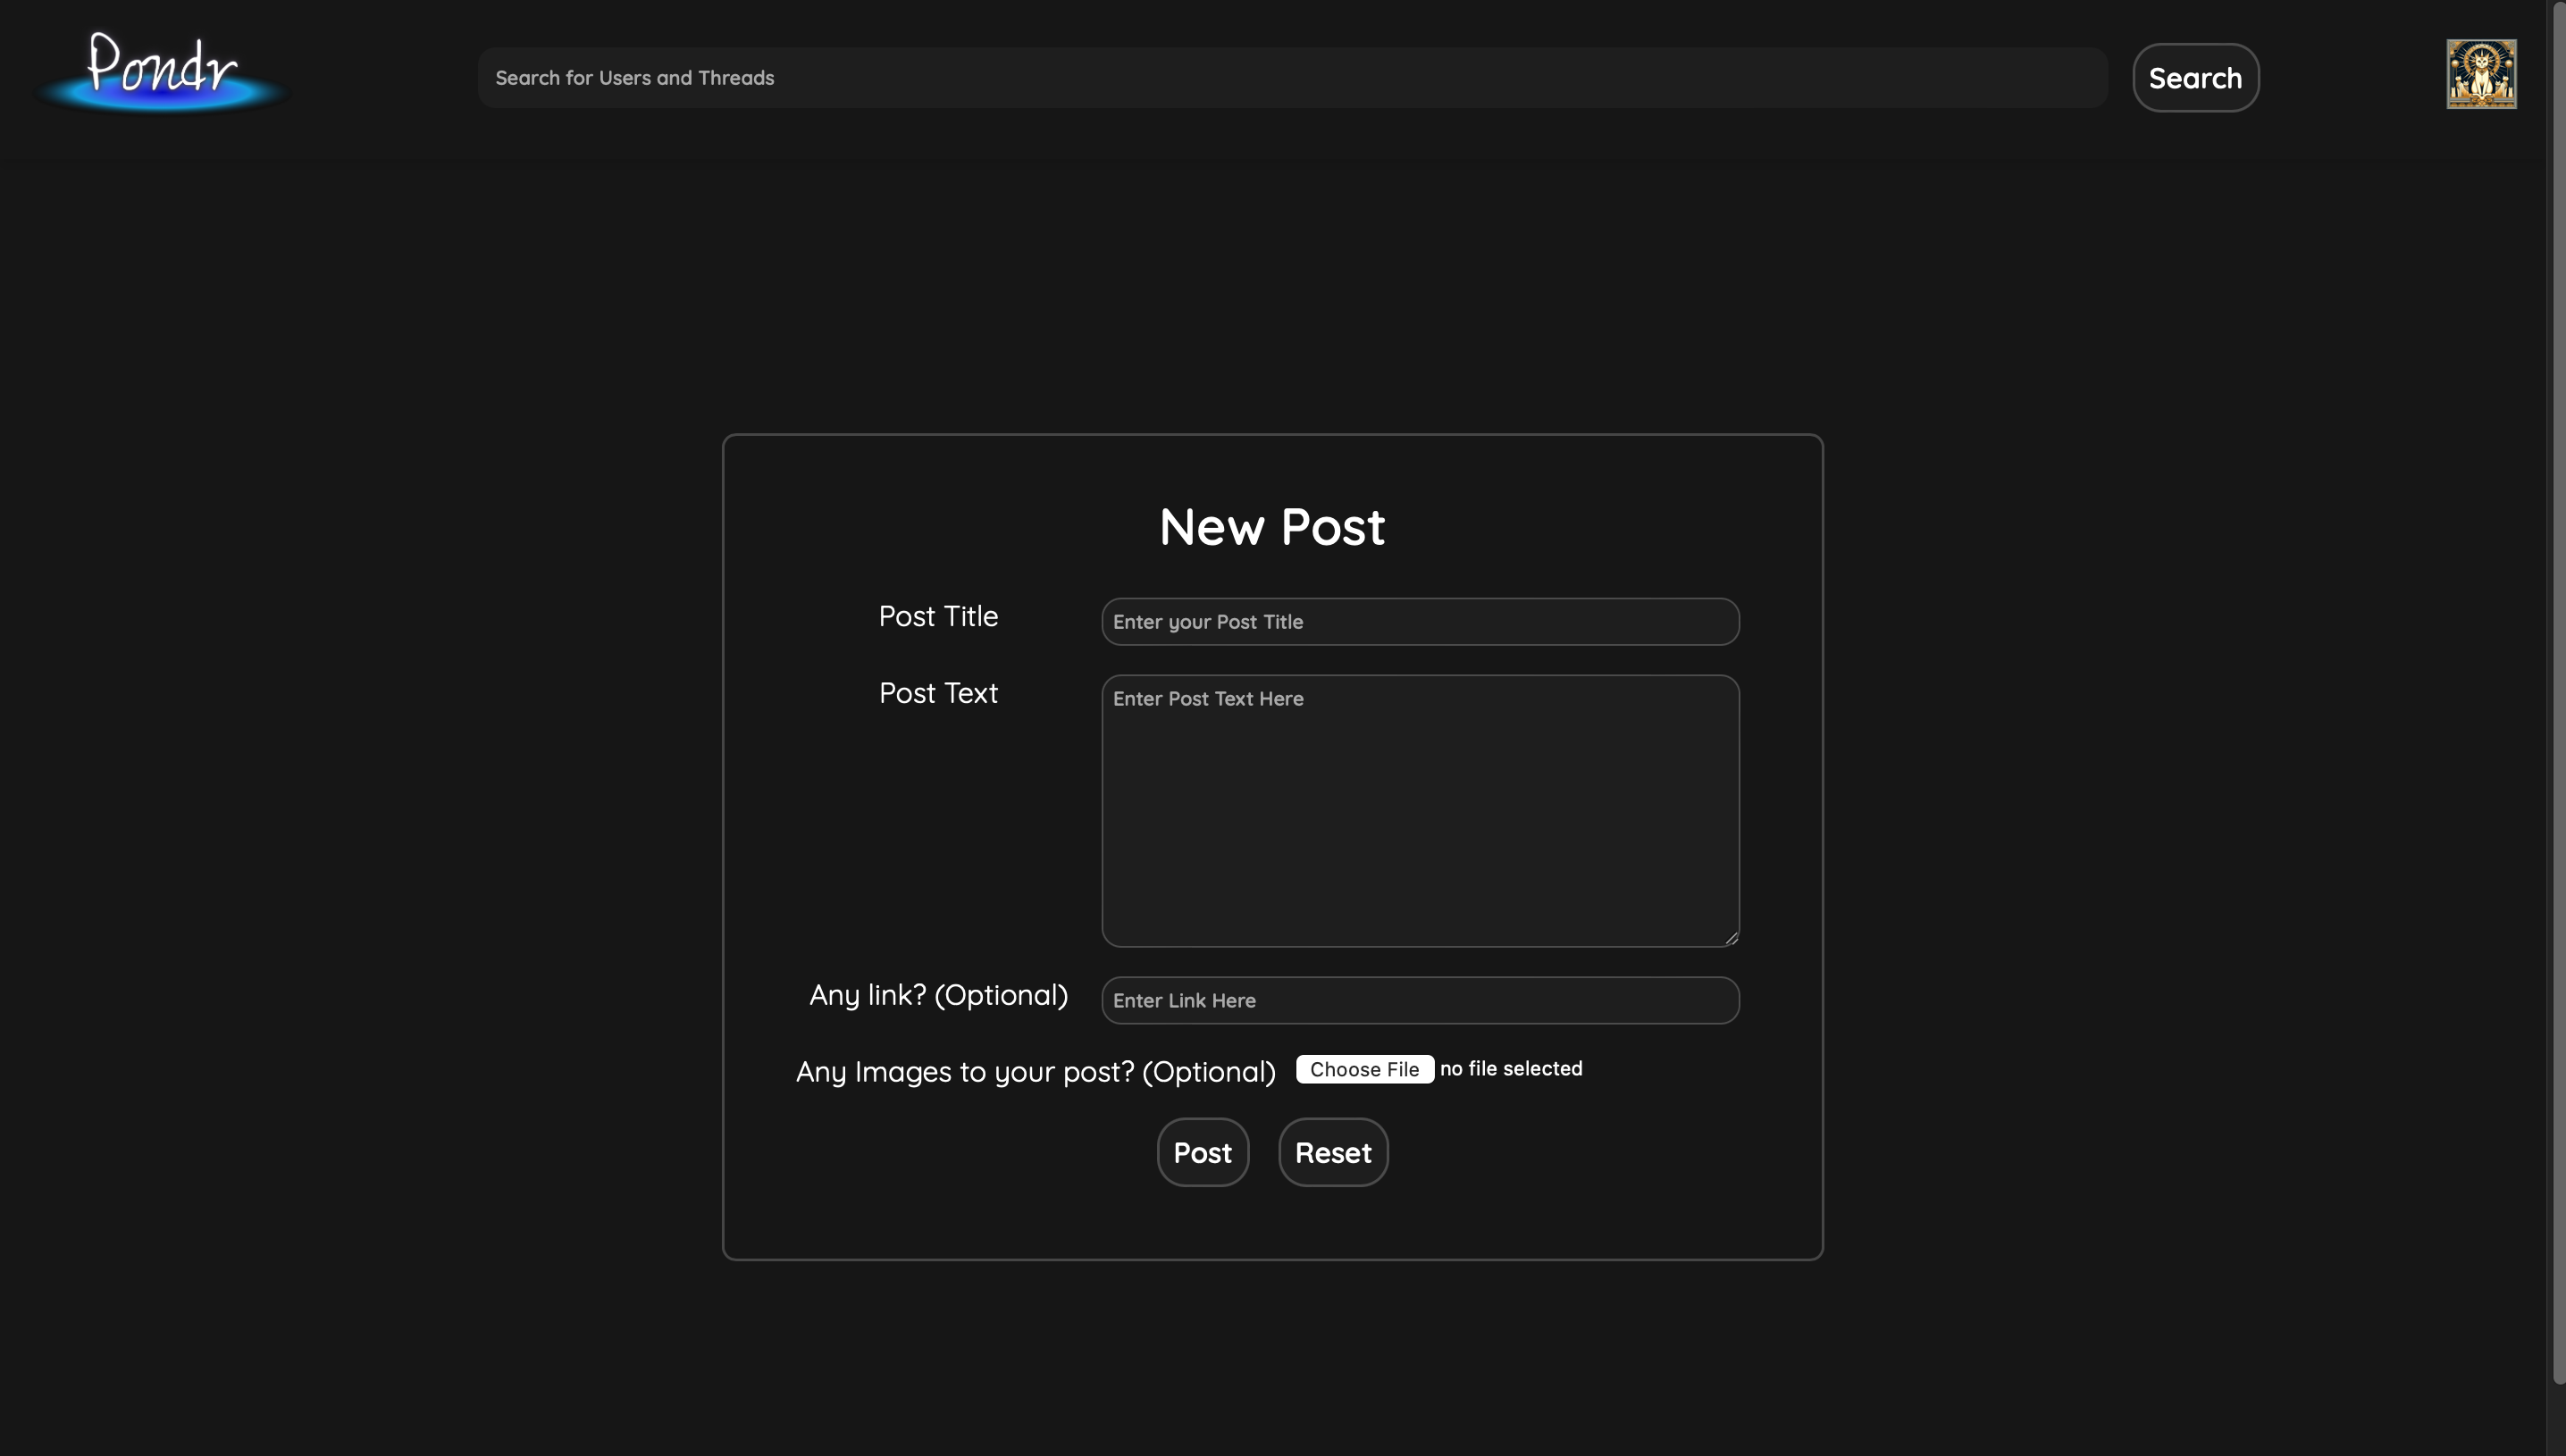 Pondr
Search for Users and Threads
Search
New Post
Post Title
Enter your Post Title
Post Text
Enter Post Text Here
Any link? (Optional)
Enter Link Here
Any Images to your post? (Optional)
Choose File no file selected
Post
Reset